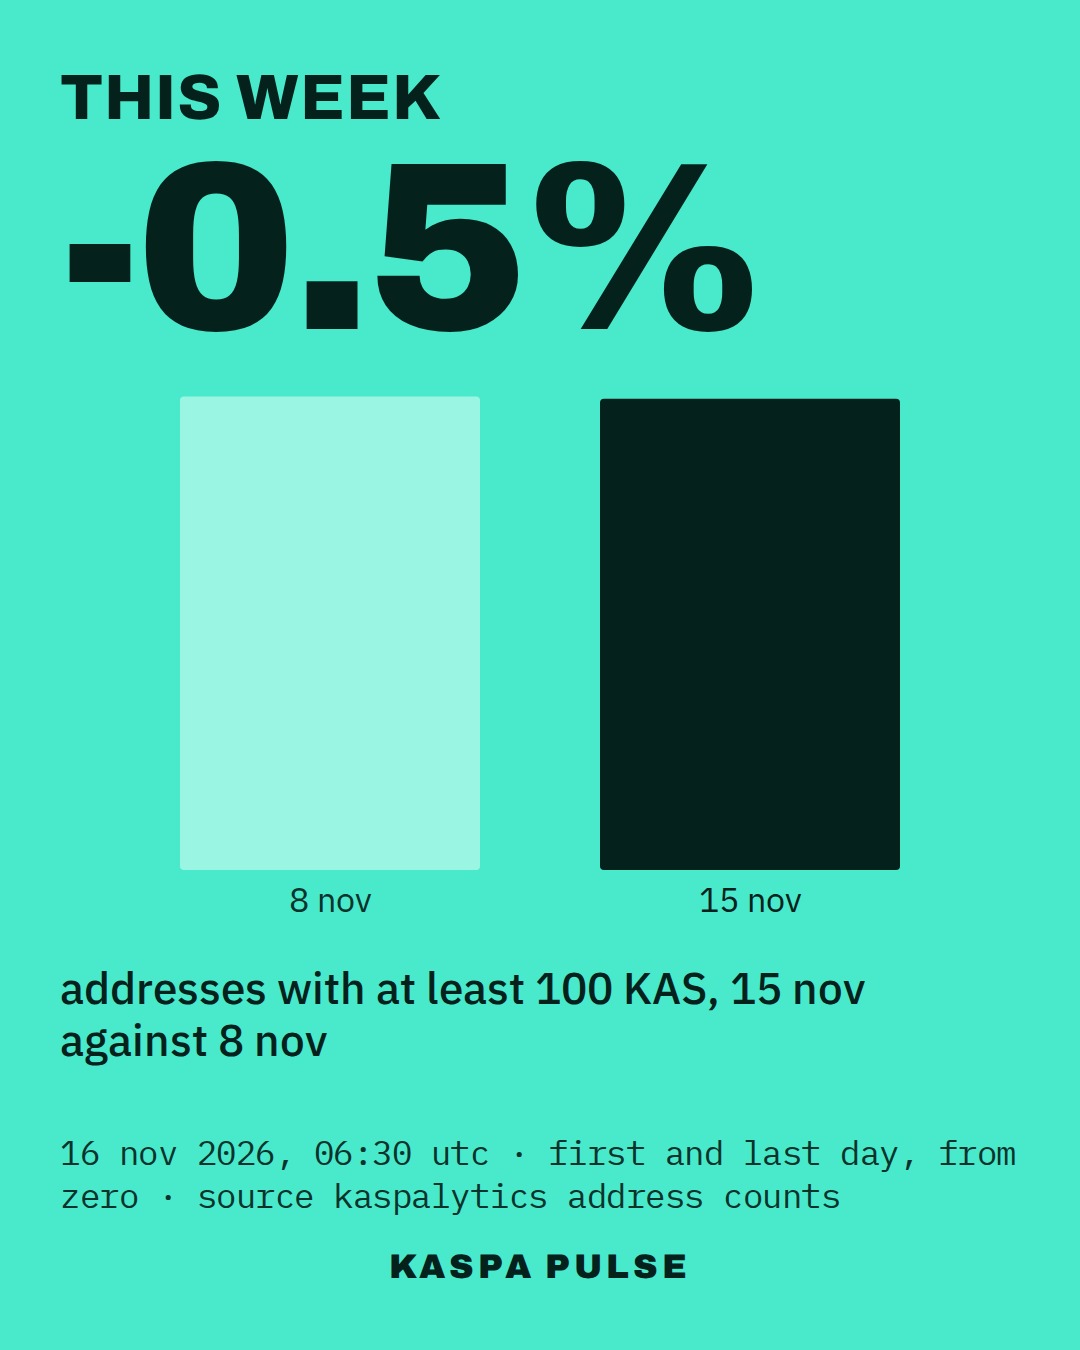 THIS WEEK
-0.5%
8 nov
15 nov
addresses with at least 100 KAS, 15 nov
against 8 nov
16 nov 2026, 06:30 utc · first and last day, from
zero · source kaspalytics address counts
KASPA PULSE